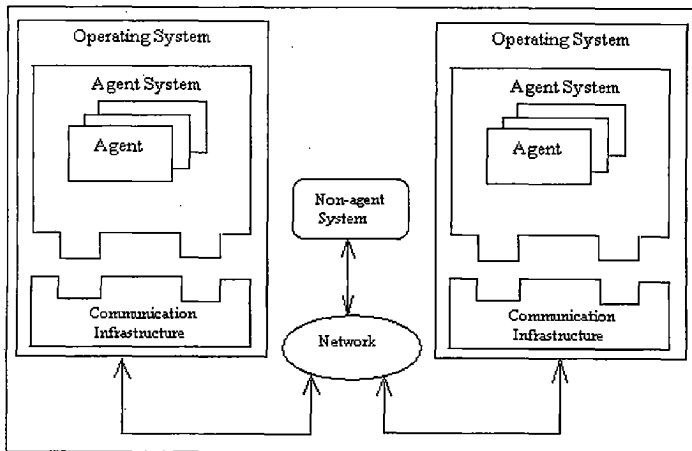 Operating System
Agent System
Agent
Communication
Infrastructure
Non-agent
System
Network
Operating System
Agent System
Agent
Communication
Infrastructure